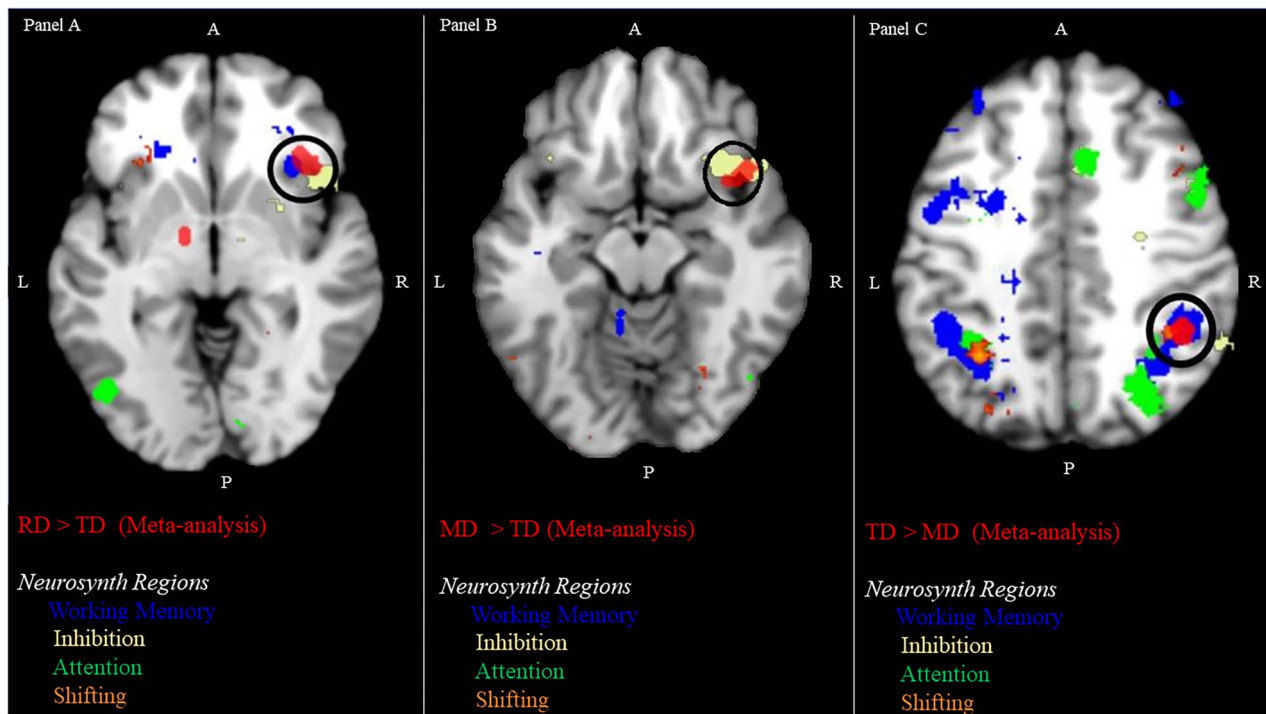 Panel A
A
L
R
P
RD > TD (Meta-analysis)
Neurosynth Regions
Working Memory
Inhibition
Attention
Shifting
Panel B
A
L
R
P
MD > TD (Meta-analysis)
Neurosynth Regions
Working Memory
Inhibition
Attention
Shifting
Panel C
A
L
R
P
TD > MD (Meta-analysis)
Neurosynth Regions
Working Memory
Inhibition
Attention
Shifting